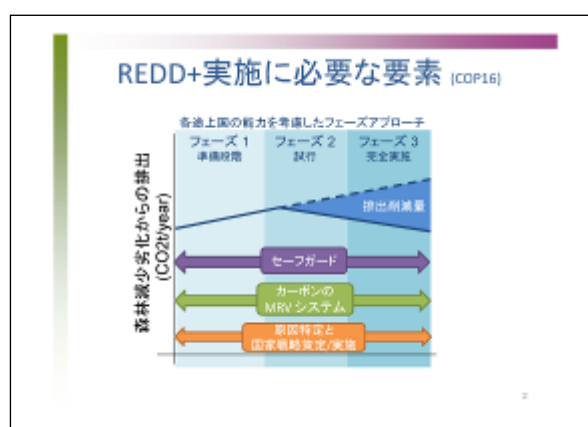 REDD+実施に必要な要素 (COP16)
各途上国の能力を考慮したフェーズアプローチ
フェーズ 1
準備段階
フェーズ 2
試行
フェーズ 3
完全実施
森林減少劣化からの排出
(CO2t/year)
排出削減量
セーフガード
カーボンの
MRV システム
原因特定と
国家戦略策定/実施